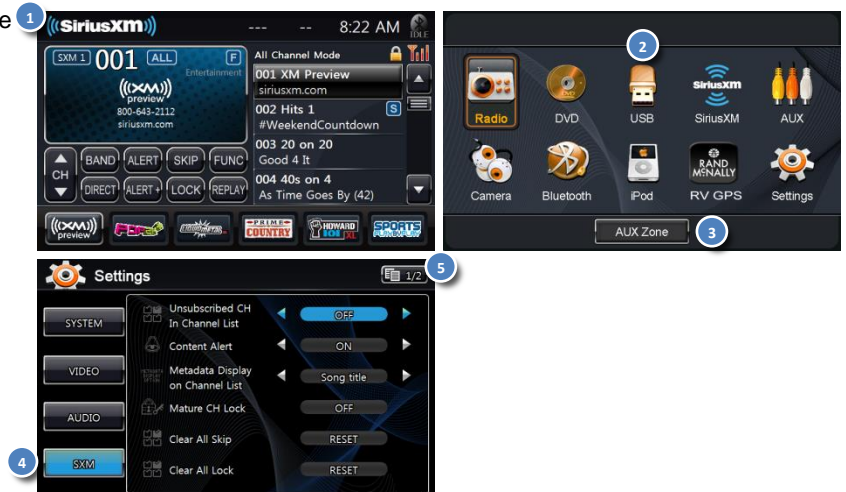 e
1
((SiriusXM))
--- -- 8:22 AM
IDLE
SXM 1 001 ALL F
Entertainment
((XM))
preview
800-643-2112
siriusxm.com
CH
BAND ALERT SKIP FUNC
DIRECT ALERT+ LOCK REPLAY
All Channel Mode
001 XM Preview
siriusxm.com
002 Hits 1 S
#WeekendCountdown
003 20 on 20
Good 4 It
004 40s on 4
As Time Goes By (42)
((XM))
preview
PRIME
COUNTRY
HOWARD
101
SPORTS
2
Radio
DVD
USB
SiriusXM
SiriusXM
AUX
Camera
Bluetooth
iPod
RAND
McNALLY
RV GPS
Settings
AUX Zone
3
Settings
1/2
5
SYSTEM
VIDEO
AUDIO
4
SXM
Unsubscribed CH
In Channel List
OFF
Content Alert
ON
Metadata Display
on Channel List
Song title
Mature CH Lock
OFF
Clear All Skip
RESET
Clear All Lock
RESET